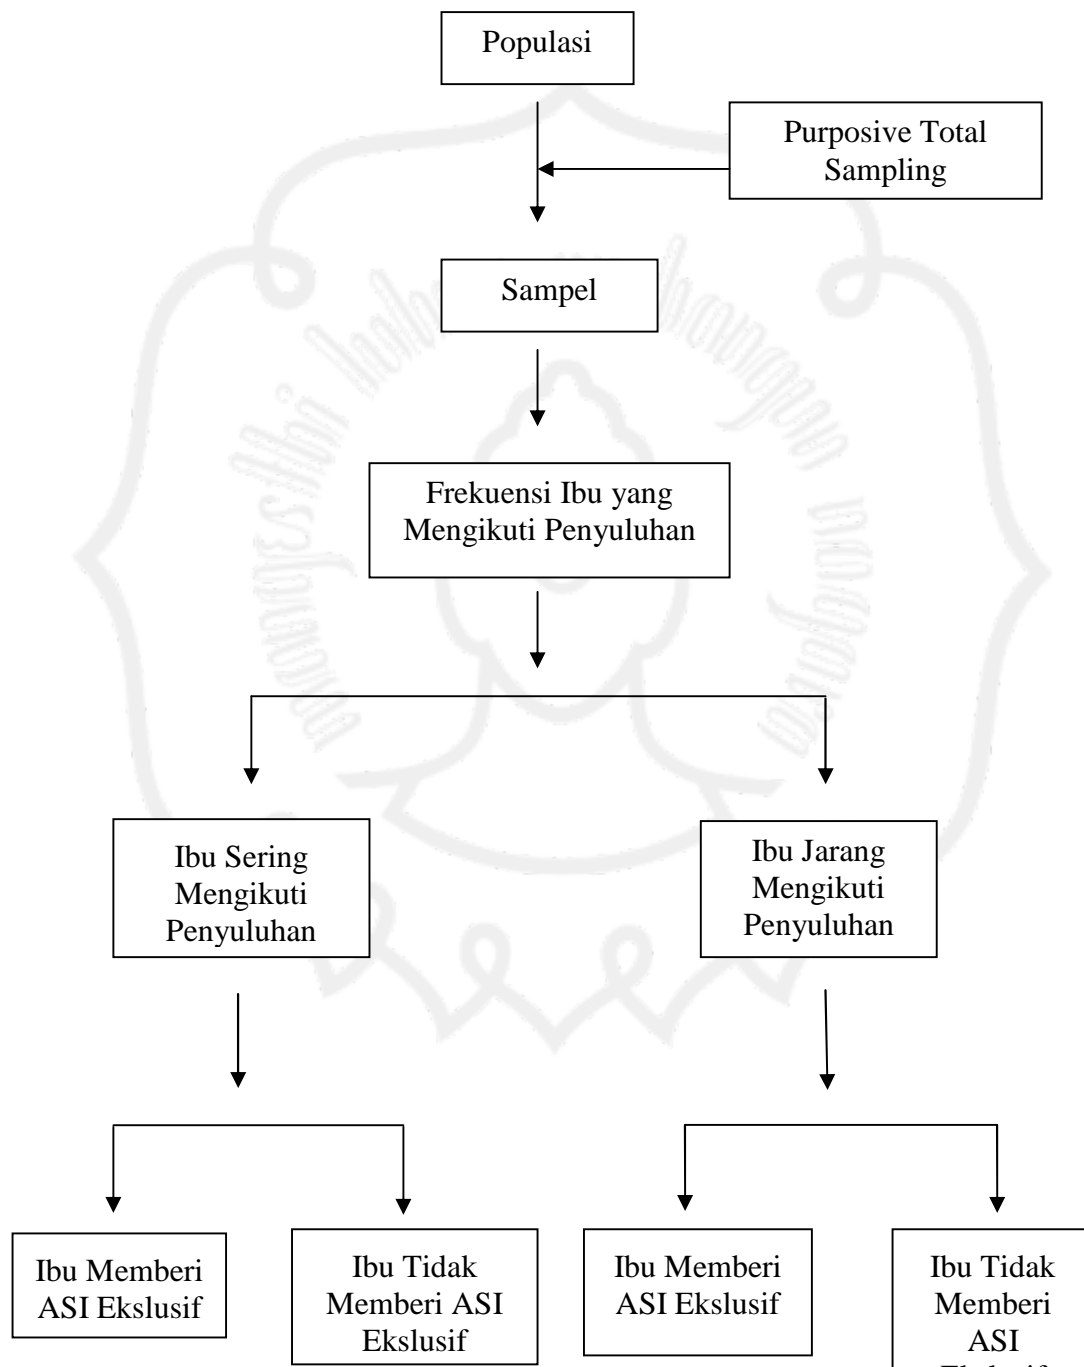 Populasi
Purposive Total
Sampling
Sampel
Frekuensi Ibu yang
Mengikuti Penyuluhan
Ibu Sering
Mengikuti
Penyuluhan
Ibu Jarang
Mengikuti
Penyuluhan
Ibu Memberi
ASI Ekslusif
Ibu Tidak
Memberi ASI
Ekslusif
Ibu Memberi
ASI Ekslusif
Ibu Tidak
Memberi
ASI